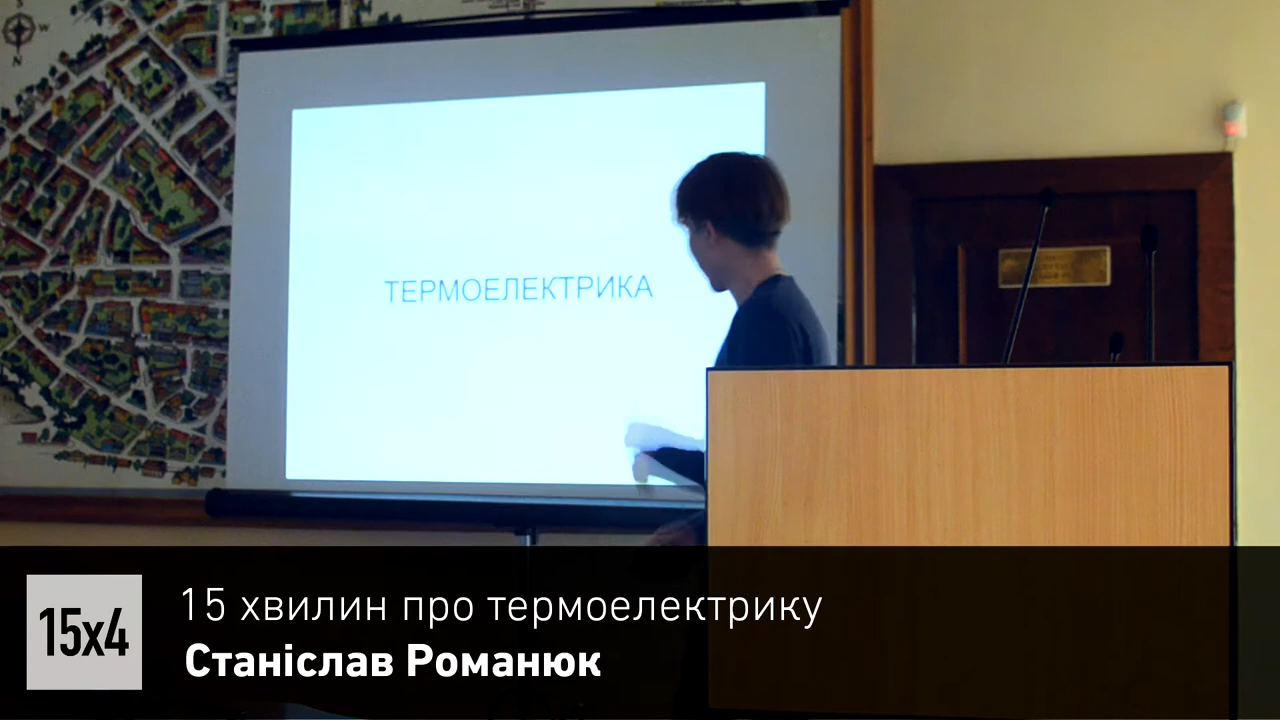 ТЕРМОЕЛЕКТРИКА
15x4
15 хвилин про термоелектрику
Станіслав Романюк